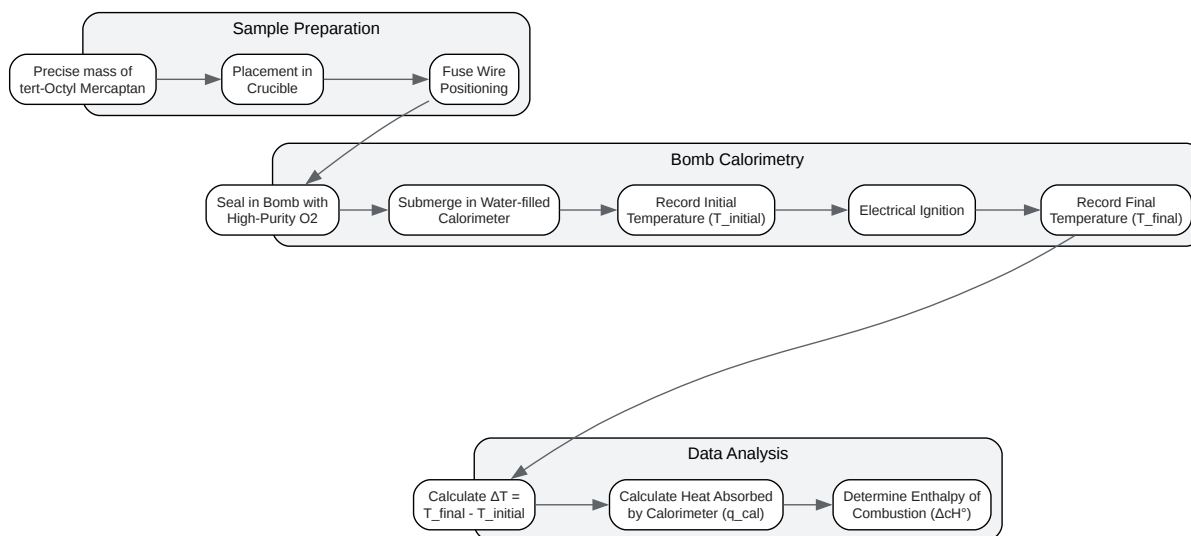 Sample Preparation
Precise mass of
tert-Octyl Mercaptan
Placement in
Crucible
Fuse Wire
Positioning
Bomb Calorimetry
Seal in Bomb with
High-Purity O2
Submerge in Water-filled
Calorimeter
Record Initial
Temperature (T_initial)
Electrical Ignition
Record Final
Temperature (T_final)
Data Analysis
Calculate ΔT =
T_final - T_initial
Calculate Heat Absorbed
by Calorimeter (q_cal)
Determine Enthalpy of
Combustion (ΔcH°)